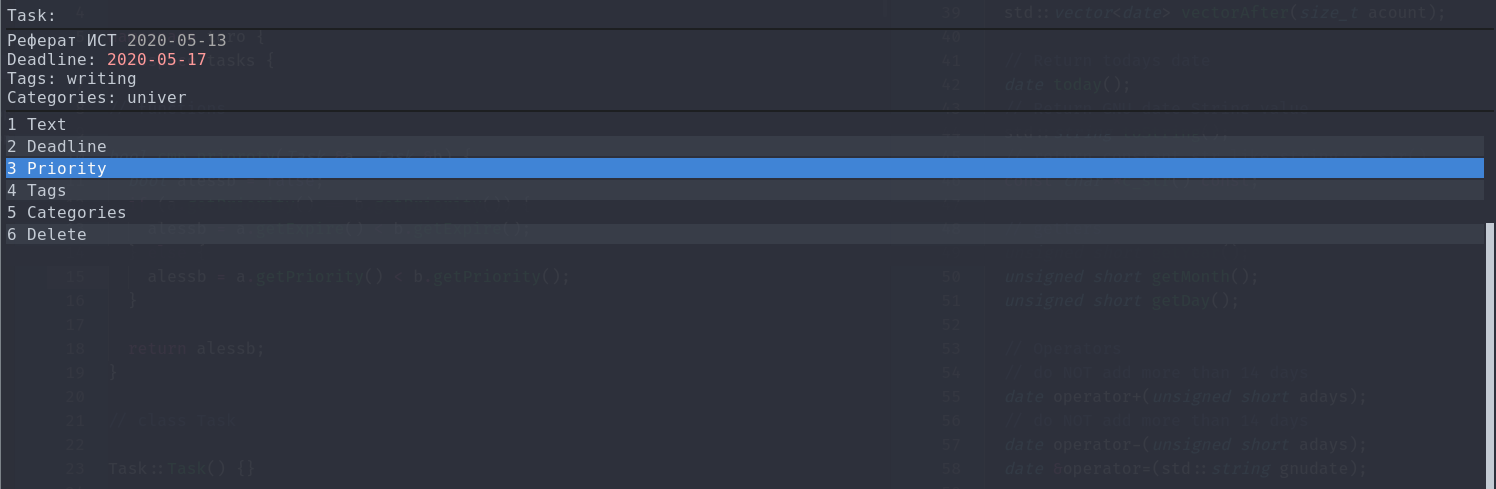 Task:
Реферат ИСТ 2020-05-13
Deadline: 2020-05-17
Tags: writing
Categories: univer
1 Text
2 Deadline
3 Priority
4 Tags
5 Categories
6 Delete
15 alessb = a.getPriority() < b.getPriority();
16 }
17
18 return alessb;
19 }
20
21 // class Task
22
23 Task::Task() {}
39 std::vector<date> vectorAfter(size_t acount);
40
41 // Return todays date
42 date today();
50 unsigned short getMonth();
51 unsigned short getDay();
52
53 // Operators
54
55 date operator+(unsigned short adays);
56
57 date operator-(unsigned short adays);
58 date &operator=(std::string gnudate);